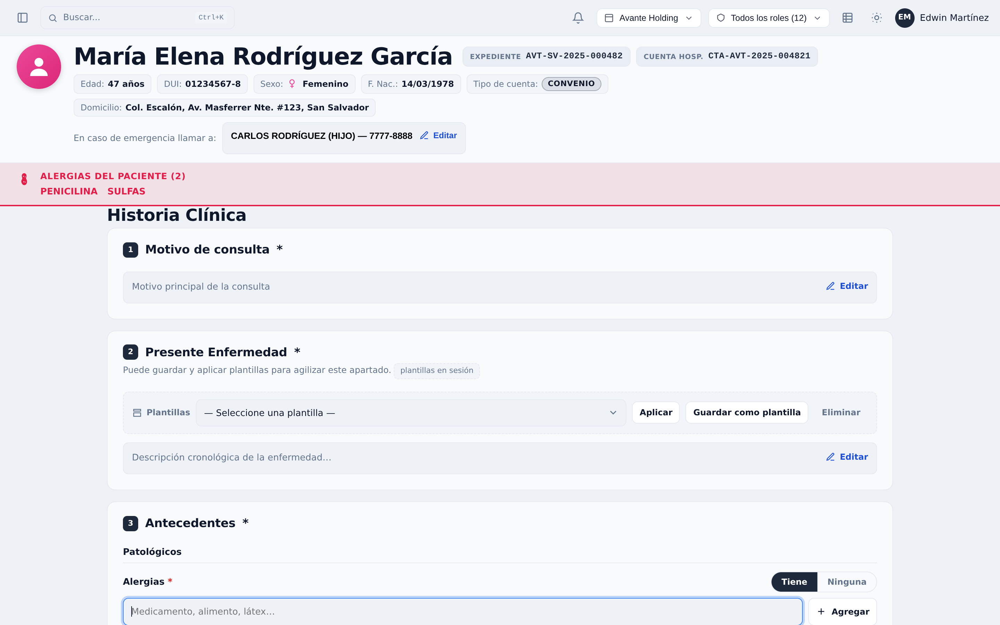 Buscar... Ctrl+K Avante Holding Todos los roles (12) EM Edwin Martínez
María Elena Rodríguez García EXPEDIENTE AVT-SV-2025-000482 CUENTA HOSP. CTA-AVT-2025-004821
Edad: 47 años DUI: 01234567-8 Sexo: Femenino F. Nac.: 14/03/1978 Tipo de cuenta: CONVENIO
Domicilio: Col. Escalón, Av. Masferrer Nte. #123, San Salvador
En caso de emergencia llamar a: CARLOS RODRÍGUEZ (HIJO) — 7777-8888 Editar
ALERGIAS DEL PACIENTE (2)
PENICILINA SULFAS
Historia Clínica
1 Motivo de consulta *
Motivo principal de la consulta Editar
2 Presente Enfermedad *
Puede guardar y aplicar plantillas para agilizar este apartado. plantillas en sesión
Plantillas — Seleccione una plantilla — Aplicar Guardar como plantilla Eliminar
Descripción cronológica de la enfermedad... Editar
3 Antecedentes *
Patológicos
Alergias * Tiene Ninguna
Medicamento, alimento, látex... + Agregar